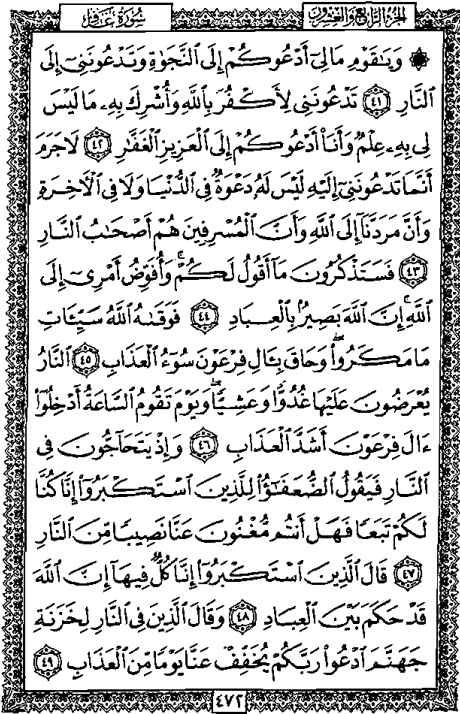 الجزء الرابع والعشرون سورة غافر
۞ وَيَـٰقَوْمِ مَا لِىٓ أَدْعُوكُمْ إِلَى ٱلنَّجَوٰةِ وَتَدْعُونَنِىٓ إِلَى
ٱلنَّارِ ٤١ تَدْعُونَنِى لِأَكْفُرَ بِٱللَّهِ وَأُشْرِكَ بِهِۦ مَا لَيْسَ
لِى بِهِۦ عِلْمٌ وَأَنَا۠ أَدْعُوكُمْ إِلَى ٱلْعَزِيزِ ٱلْغَفَّـٰرِ ٤٢ لَا جَرَمَ
أَنَّمَا تَدْعُونَنِىٓ إِلَيْهِ لَيْسَ لَهُۥ دَعْوَةٌ فِى ٱلدُّنْيَا وَلَا فِى ٱلْـَٔاخِرَةِ
وَأَنَّ مَرَدَّنَآ إِلَى ٱللَّهِ وَأَنَّ ٱلْمُسْرِفِينَ هُمْ أَصْحَـٰبُ ٱلنَّارِ
٤٣ فَسَتَذْكُرُونَ مَآ أَقُولُ لَكُمْ ۚ وَأُفَوِّضُ أَمْرِىٓ إِلَى
ٱللَّهِ ۚ إِنَّ ٱللَّهَ بَصِيرٌۢ بِٱلْعِبَادِ ٤٤ فَوَقَىٰهُ ٱللَّهُ سَيِّـَٔاتِ
مَا مَكَرُوا۟ ۖ وَحَاقَ بِـَٔالِ فِرْعَوْنَ سُوٓءُ ٱلْعَذَابِ ٤٥ ٱلنَّارُ
يُعْرَضُونَ عَلَيْهَا غُدُوًّا وَعَشِيًّا ۖ وَيَوْمَ تَقُومُ ٱلسَّاعَةُ أَدْخِلُوٓا۟
ءَالَ فِرْعَوْنَ أَشَدَّ ٱلْعَذَابِ ٤٦ وَإِذْ يَتَحَآجُّونَ فِى
ٱلنَّارِ فَيَقُولُ ٱلضُّعَفَـٰٓؤُا۟ لِلَّذِينَ ٱسْتَكْبَرُوٓا۟ إِنَّا كُنَّا
لَكُمْ تَبَعًا فَهَلْ أَنتُم مُّغْنُونَ عَنَّا نَصِيبًا مِّنَ ٱلنَّارِ
٤٧ قَالَ ٱلَّذِينَ ٱسْتَكْبَرُوٓا۟ إِنَّا كُلٌّ فِيهَآ إِنَّ ٱللَّهَ
قَدْ حَكَمَ بَيْنَ ٱلْعِبَادِ ٤٨ وَقَالَ ٱلَّذِينَ فِى ٱلنَّارِ لِخَزَنَةِ
جَهَنَّمَ ٱدْعُوا۟ رَبَّكُمْ يُخَفِّفْ عَنَّا يَوْمًا مِّنَ ٱلْعَذَابِ ٤٩
٤٧٢